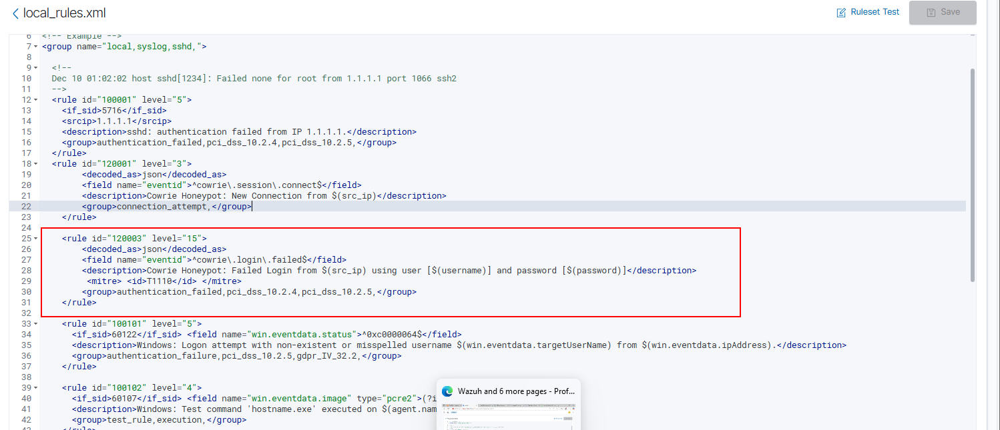 local_rules.xml
Ruleset Test
Save
6 <!-- Example -->
7 <group name="local,syslog,sshd,">
8
9 <!--
10 Dec 10 01:02:02 host sshd[1234]: Failed none for root from 1.1.1.1 port 1066 ssh2
11 -->
12 <rule id="100001" level="5">
13 <if_sid>5716</if_sid>
14 <srcip>1.1.1.1</srcip>
15 <description>sshd: authentication failed from IP 1.1.1.1.</description>
16 <group>authentication_failed,pci_dss_10.2.4,pci_dss_10.2.5,</group>
17 </rule>
18 <rule id="120001" level="3">
19 <decoded_as>json</decoded_as>
20 <field name="eventid">^cowrie\.session\.connect$</field>
21 <description>Cowrie Honeypot: New Connection from $(src_ip)</description>
22 <group>connection_attempt,</group>
23 </rule>
24
25 <rule id="120003" level="15">
26 <decoded_as>json</decoded_as>
27 <field name="eventid">^cowrie\.login\.failed$</field>
28 <description>Cowrie Honeypot: Failed Login from $(src_ip) using user [$(username)] and password [$(password)]</description>
29 <mitre> <id>T1110</id> </mitre>
30 <group>authentication_failed,pci_dss_10.2.4,pci_dss_10.2.5,</group>
31 </rule>
32
33 <rule id="100101" level="5">
34 <if_sid>60122</if_sid> <field name="win.eventdata.status">^0xc0000064$</field>
35 <description>Windows: Logon attempt with non-existent or misspelled username $(win.eventdata.targetUserName) from $(win.eventdata.ipAddress).</description>
36 <group>authentication_failure,pci_dss_10.2.5,gdpr_IV_32.2,</group>
37 </rule>
38
39 <rule id="100102" level="4">
40 <if_sid>60107</if_sid> <field name="win.eventdata.image" type="pcre2">(?i
41 <description>Windows: Test command 'hostname.exe' executed on $(agent.nam
42 <group>test_rule,execution,</group>
43 </rule>
Wazuh and 6 more pages - Prof...